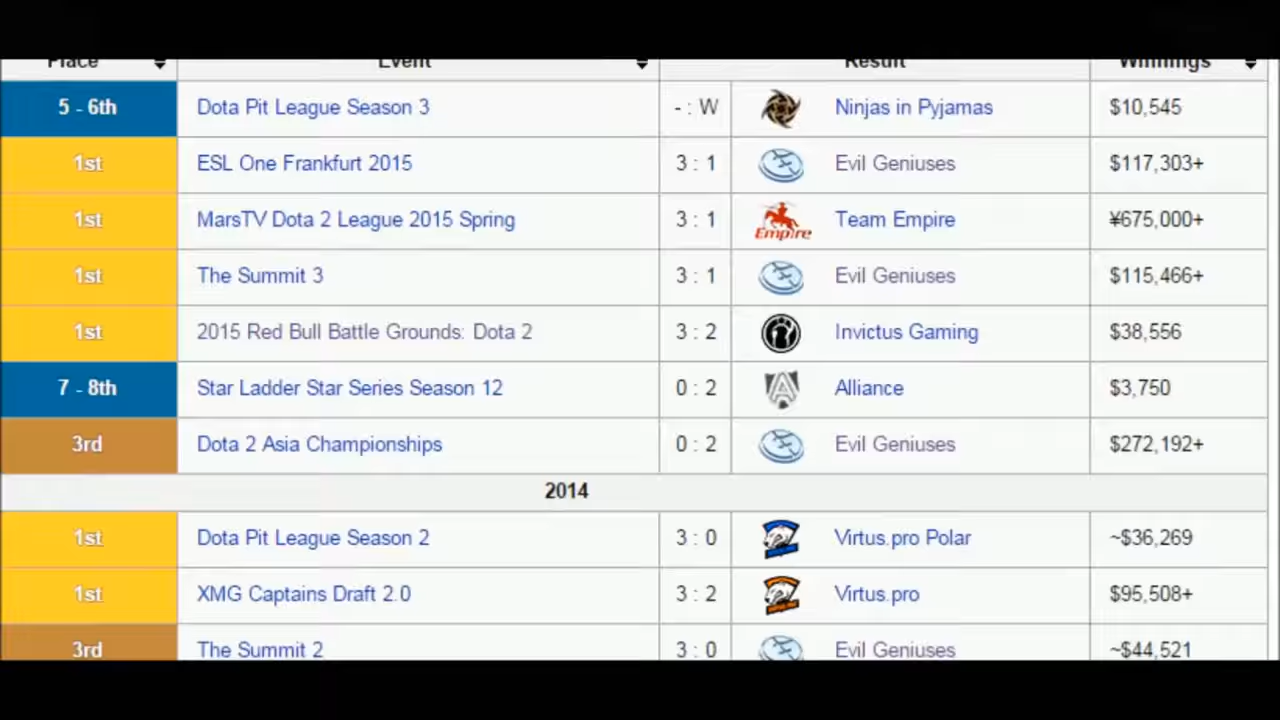 Place Event Result Winnings
5 - 6th Dota Pit League Season 3 - : W Ninjas in Pyjamas $10,545
1st ESL One Frankfurt 2015 3 : 1 Evil Geniuses $117,303+
1st MarsTV Dota 2 League 2015 Spring 3 : 1 Empire Team Empire ¥675,000+
1st The Summit 3 3 : 1 Evil Geniuses $115,466+
1st 2015 Red Bull Battle Grounds: Dota 2 3 : 2 Invictus Gaming $38,556
7 - 8th Star Ladder Star Series Season 12 0 : 2 Alliance $3,750
3rd Dota 2 Asia Championships 0 : 2 Evil Geniuses $272,192+
2014
1st Dota Pit League Season 2 3 : 0 Virtus.pro Polar ~$36,269
1st XMG Captains Draft 2.0 3 : 2 Virtus.pro $95,508+
3rd The Summit 2 3 : 0 Evil Geniuses ~$44,521